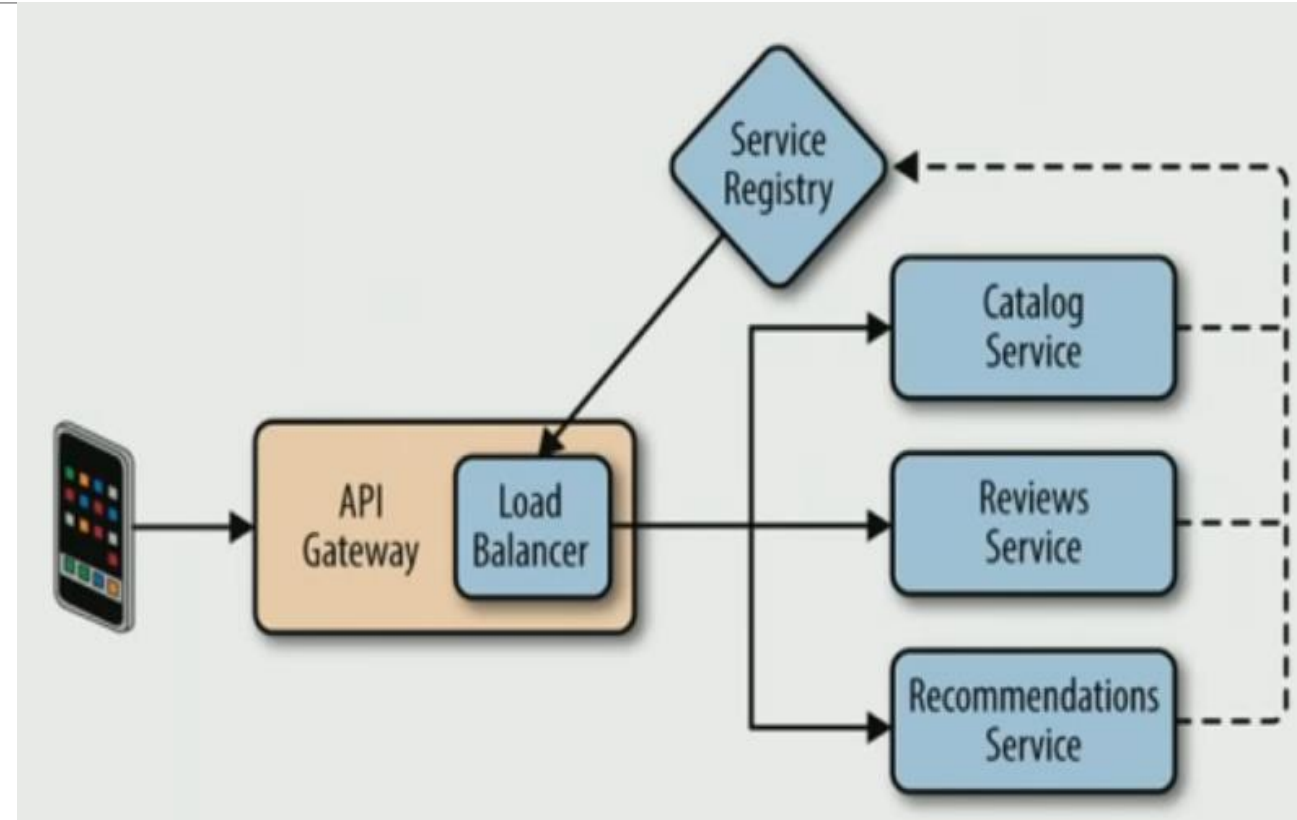 Service
Registry
Catalog
Service
API
Gateway
Load
Balancer
Reviews
Service
Recommendations
Service